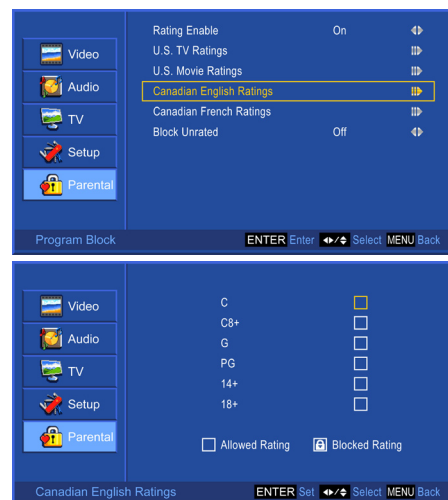 Rating Enable On
Video
U.S. TV Ratings
U.S. Movie Ratings
Audio
Canadian English Ratings
TV
Canadian French Ratings
Block Unrated Off
Setup
Parental
Program Block ENTER Enter / Select MENU Back
Video
C
C8+
Audio
G
TV
PG
14+
Setup
18+
Parental
Allowed Rating Blocked Rating
Canadian English Ratings ENTER Set / Select MENU Back